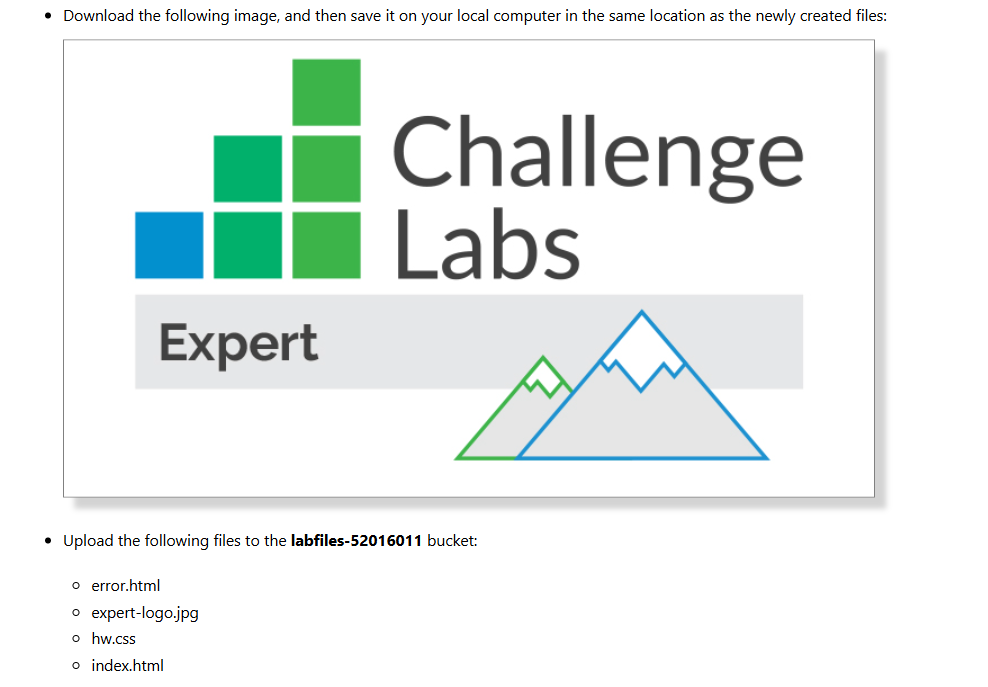 Download the following image, and then save it on your local computer in the same location as the newly created files:
Challenge
Labs
Expert
Upload the following files to the labfiles-52016011 bucket:
error.html
expert-logo.jpg
hw.css
index.html